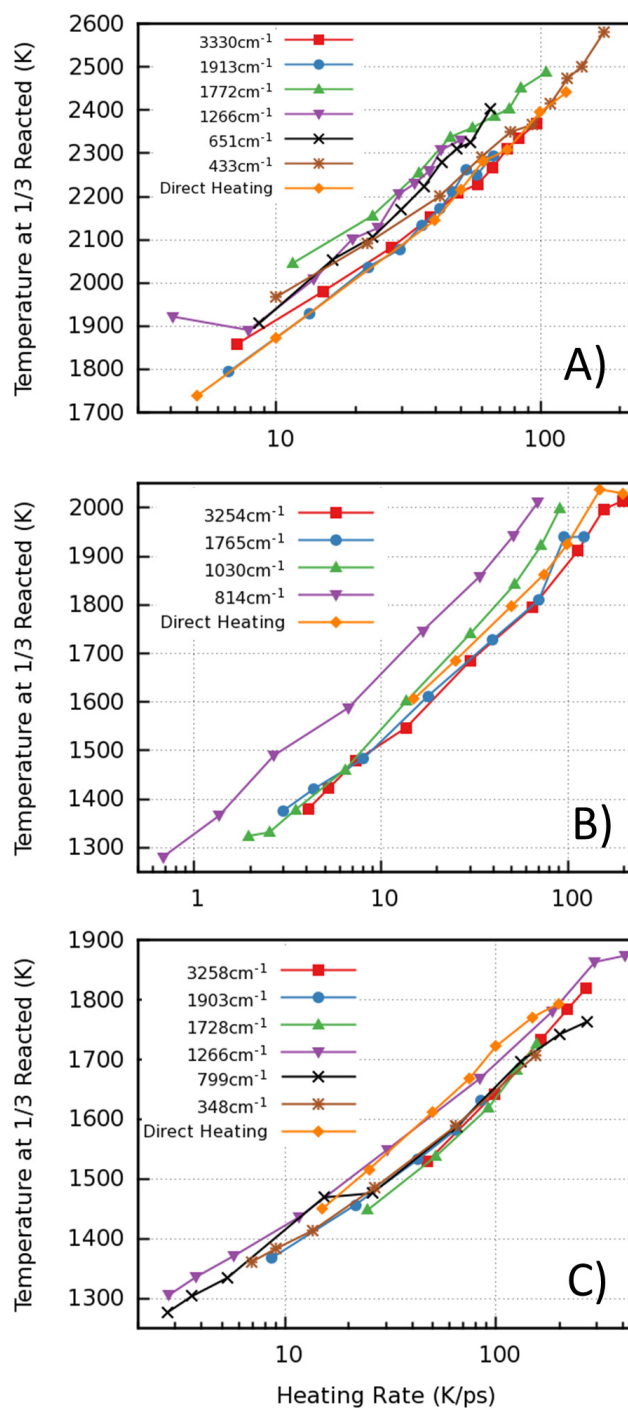 2600
2500
2400
2300
2200
2100
2000
1900
1800
1700
Temperature at 1/3 Reacted (K)
3330cm-1
1913cm-1
1772cm-1
1266cm-1
651cm-1
433cm-1
Direct Heating
A)
10 100
2000
1900
1800
1700
1600
1500
1400
1300
Temperature at 1/3 Reacted (K)
3254cm-1
1765cm-1
1030cm-1
814cm-1
Direct Heating
B)
1 10 100
1900
1800
1700
1600
1500
1400
1300
Temperature at 1/3 Reacted (K)
3258cm-1
1903cm-1
1728cm-1
1266cm-1
799cm-1
348cm-1
Direct Heating
C)
10 100
Heating Rate (K/ps)